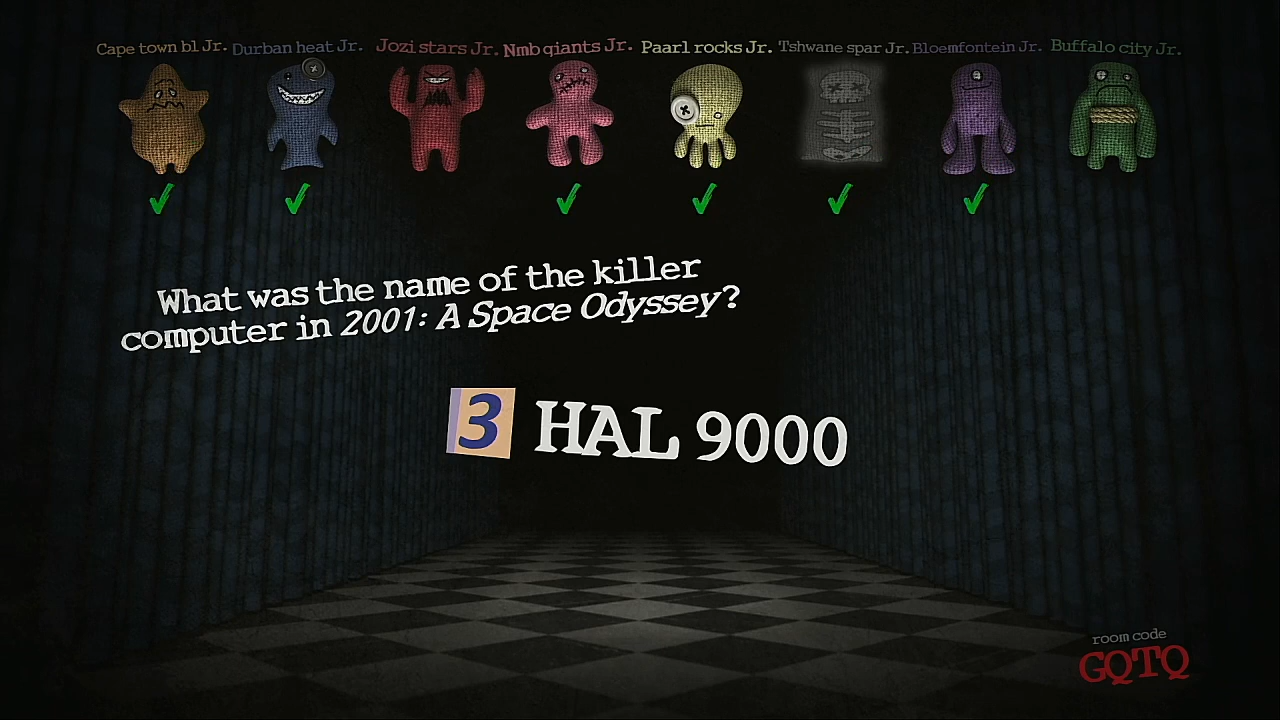 Cape town bl Jr. Durban heat Jr. Jozi stars Jr. Nmb giants Jr. Paarl rocks Jr. Tshwane spar Jr. Bloemfontein Jr. Buffalo city Jr.
What was the name of the killer
computer in 2001: A Space Odyssey?
3 HAL 9000
room code
GQTQ